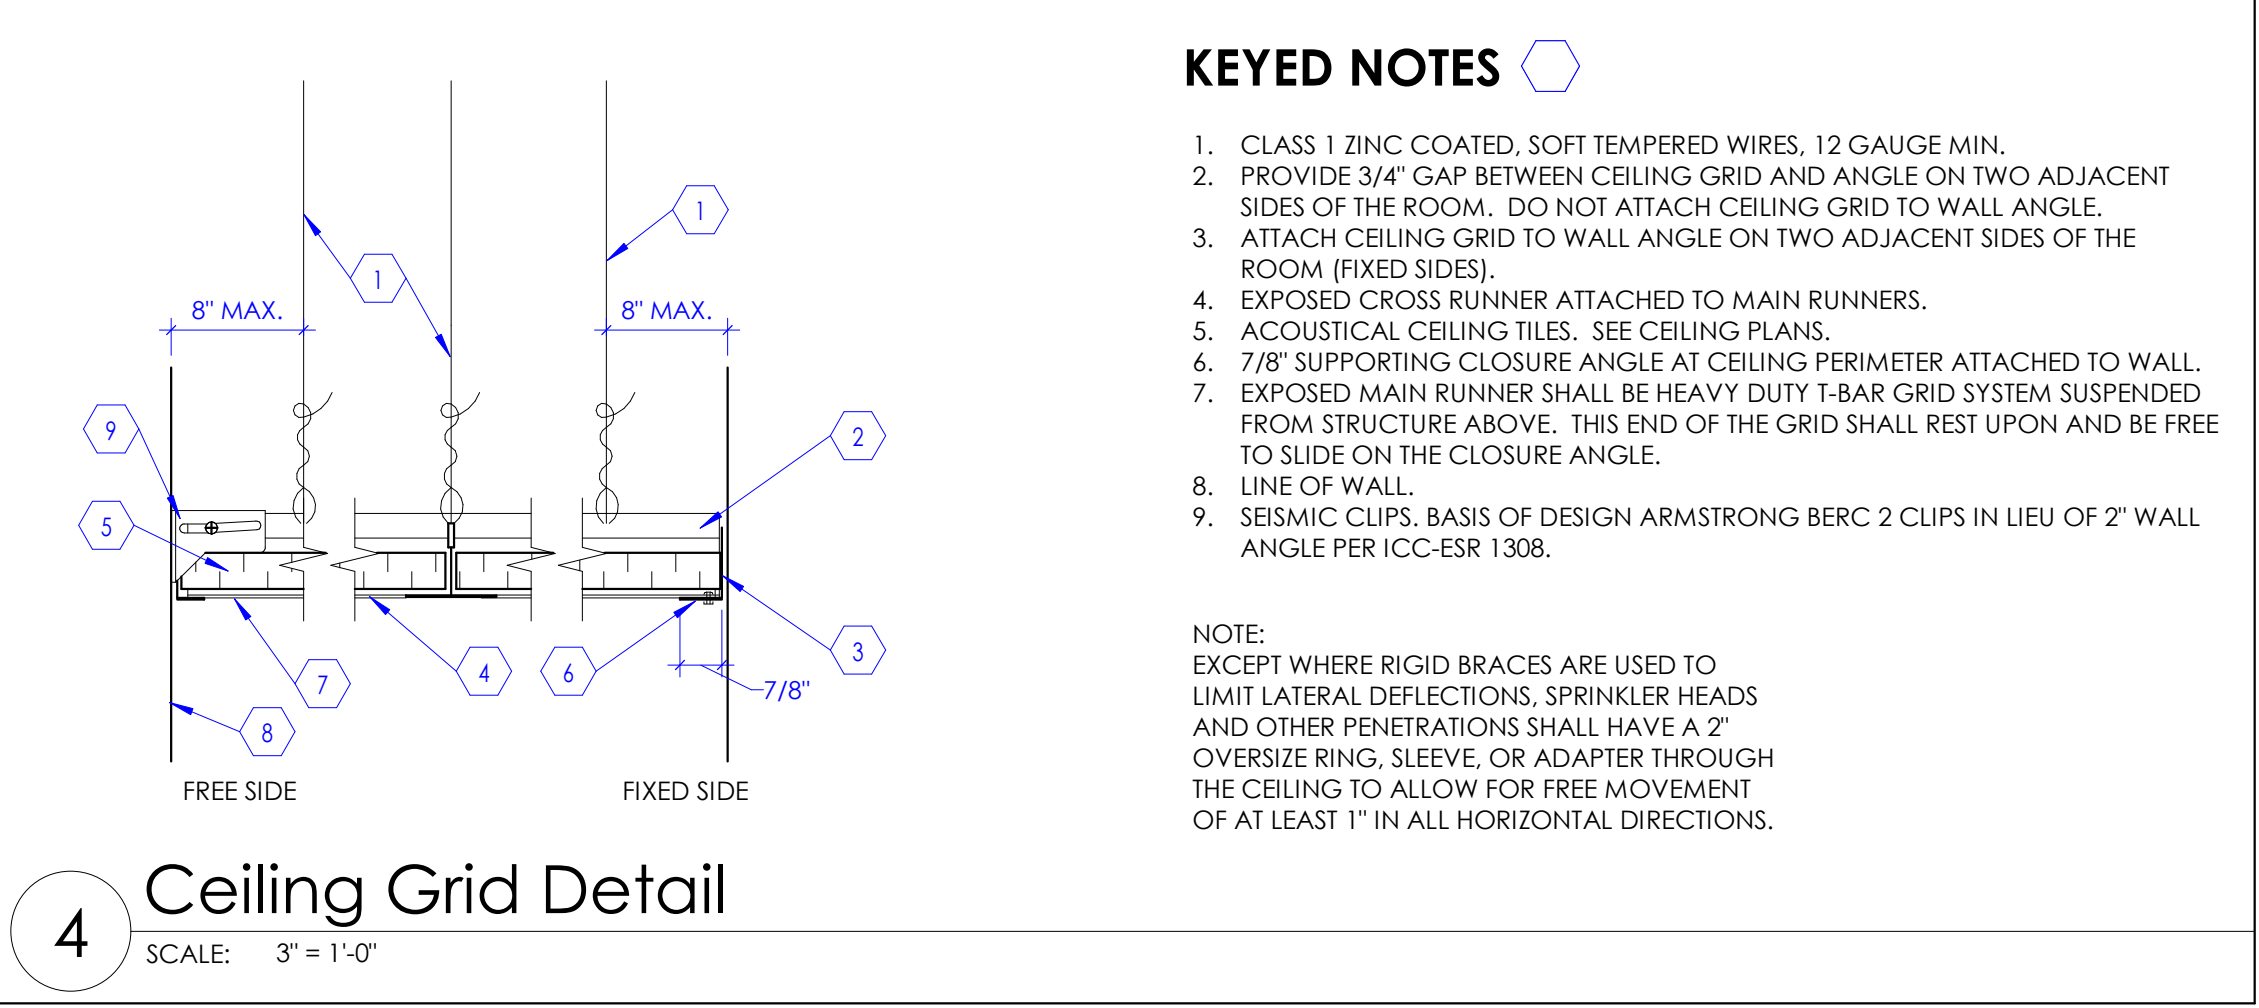 KEYED NOTES
1. CLASS 1 ZINC COATED, SOFT TEMPERED WIRES, 12 GAUGE MIN.
2. PROVIDE 3/4" GAP BETWEEN CEILING GRID AND ANGLE ON TWO ADJACENT
SIDES OF THE ROOM. DO NOT ATTACH CEILING GRID TO WALL ANGLE.
3. ATTACH CEILING GRID TO WALL ANGLE ON TWO ADJACENT SIDES OF THE
ROOM (FIXED SIDES).
4. EXPOSED CROSS RUNNER ATTACHED TO MAIN RUNNERS.
5. ACOUSTICAL CEILING TILES. SEE CEILING PLANS.
6. 7/8" SUPPORTING CLOSURE ANGLE AT CEILING PERIMETER ATTACHED TO WALL.
7. EXPOSED MAIN RUNNER SHALL BE HEAVY DUTY T-BAR GRID SYSTEM SUSPENDED
FROM STRUCTURE ABOVE. THIS END OF THE GRID SHALL REST UPON AND BE FREE
TO SLIDE ON THE CLOSURE ANGLE.
8. LINE OF WALL.
9. SEISMIC CLIPS. BASIS OF DESIGN ARMSTRONG BERC 2 CLIPS IN LIEU OF 2" WALL
ANGLE PER ICC-ESR 1308.
NOTE:
EXCEPT WHERE RIGID BRACES ARE USED TO
LIMIT LATERAL DEFLECTIONS, SPRINKLER HEADS
AND OTHER PENETRATIONS SHALL HAVE A 2"
OVERSIZE RING, SLEEVE, OR ADAPTER THROUGH
THE CEILING TO ALLOW FOR FREE MOVEMENT
OF AT LEAST 1" IN ALL HORIZONTAL DIRECTIONS.
1
1
8" MAX.
8" MAX.
9
2
5
3
4
6
7
7/8"
8
FREE SIDE
FIXED SIDE
4
Ceiling Grid Detail
SCALE: 3" = 1'-0"